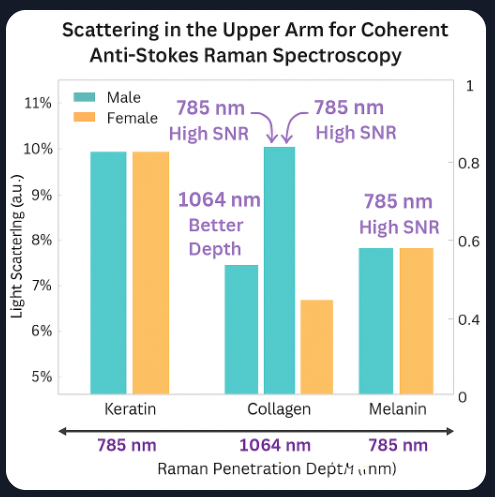 Scattering in the Upper Arm for Coherent
Anti-Stokes Raman Spectroscopy
Male
Female
11%
10%
9%
8%
7%
6%
5%
Light Scattering (a.u.)
785 nm
High SNR
785 nm
High SNR
1064 nm
Better
Depth
785 nm
High SNR
1
0.8
0.6
0.4
0
Keratin
Collagen
Melanin
785 nm
1064 nm
785 nm
Raman Penetration